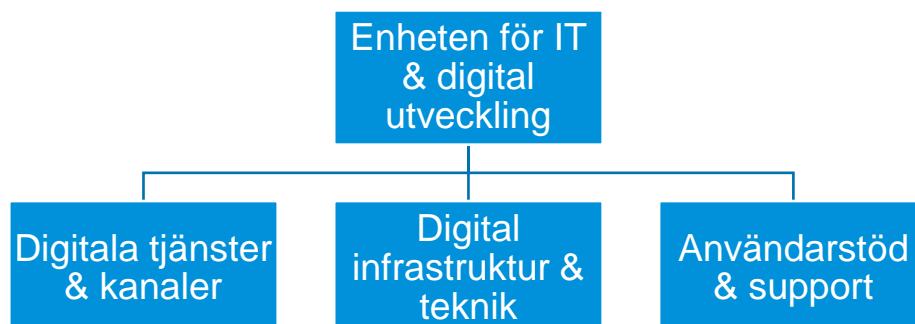 Enheten för IT
& digital
utveckling
Digitala tjänster
& kanaler
Digital
infrastruktur &
teknik
Användarstöd
& support